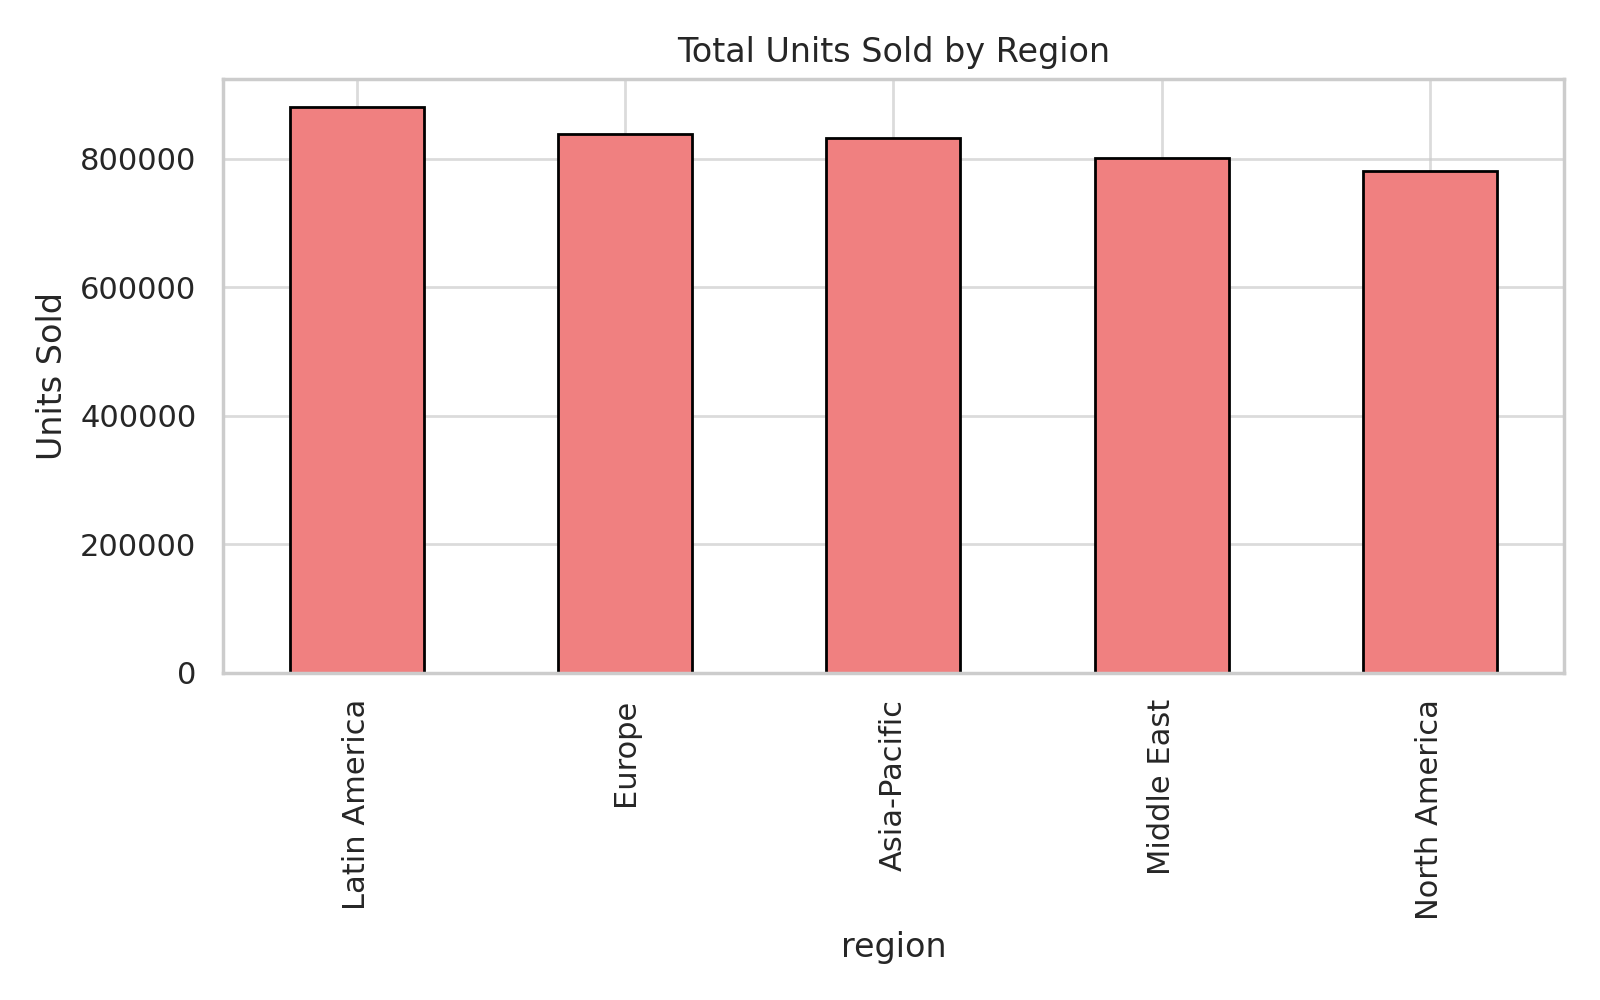 Total Units Sold by Region
Units Sold
800000
600000
400000
200000
0
Latin America
Europe
Asia-Pacific
Middle East
North America
region